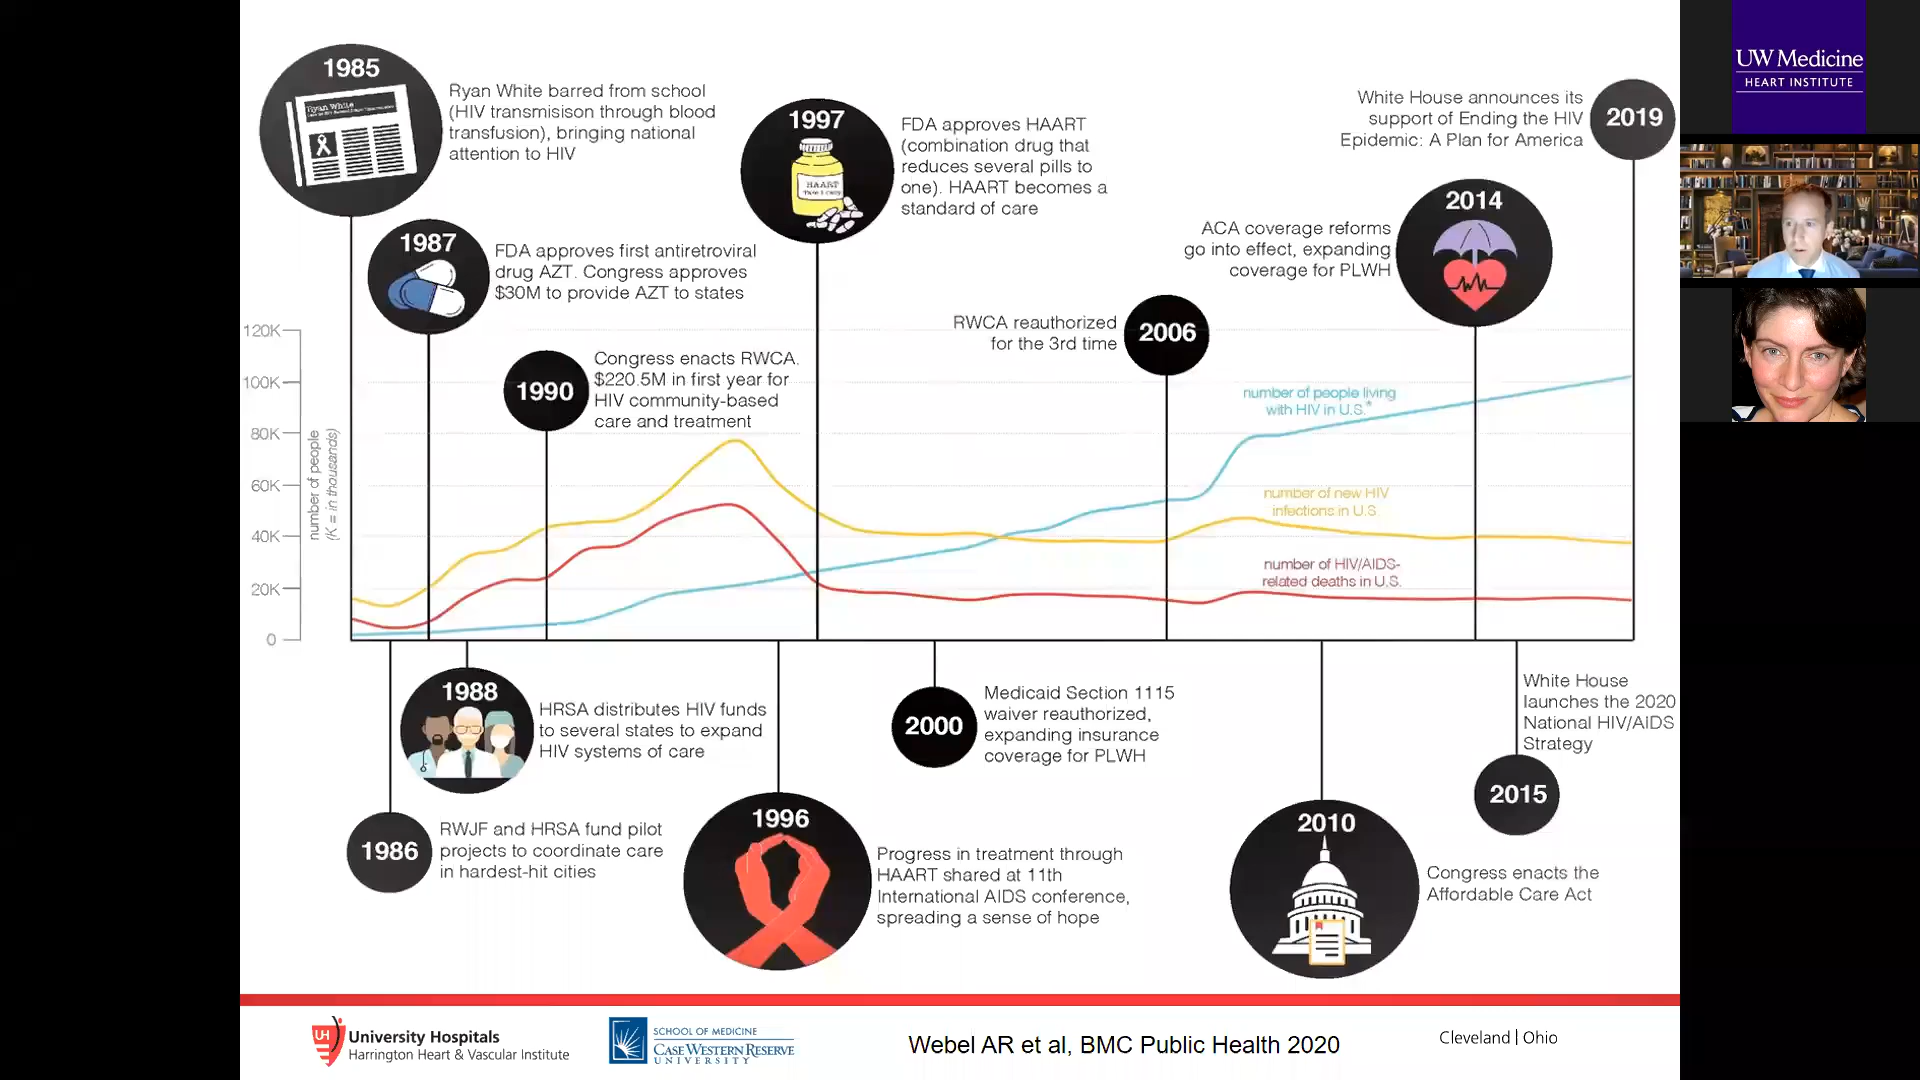 1985
Ryan White
Ryan White barred from school
(HIV transmisison through blood
transfusion), bringing national
attention to HIV
1987
FDA approves first antiretroviral
drug AZT. Congress approves
$30M to provide AZT to states
1990
Congress enacts RWCA.
$220.5M in first year for
HIV community-based
care and treatment
1997
HAART
FDA approves HAART
(combination drug that
reduces several pills to
one). HAART becomes a
standard of care
2006
RWCA reauthorized
for the 3rd time
2014
ACA coverage reforms
go into effect, expanding
coverage for PLWH
2019
White House announces its
support of Ending the HIV
Epidemic: A Plan for America
120K
100K
80K
60K
40K
20K
0
number of people
(K = in thousands)
number of people living
with HIV in U.S.*
number of new HIV
infections in U.S.
number of HIV/AIDS-
related deaths in U.S.
1988
HRSA distributes HIV funds
to several states to expand
HIV systems of care
1986
RWJF and HRSA fund pilot
projects to coordinate care
in hardest-hit cities
1996
Progress in treatment through
HAART shared at 11th
International AIDS conference,
spreading a sense of hope
2000
Medicaid Section 1115
waiver reauthorized,
expanding insurance
coverage for PLWH
2010
Congress enacts the
Affordable Care Act
White House
launches the 2020
National HIV/AIDS
Strategy
2015
UH
University Hospitals
Harrington Heart & Vascular Institute
SCHOOL OF MEDICINE
CASE WESTERN RESERVE
UNIVERSITY
Webel AR et al, BMC Public Health 2020
Cleveland | Ohio
UW Medicine
HEART INSTITUTE